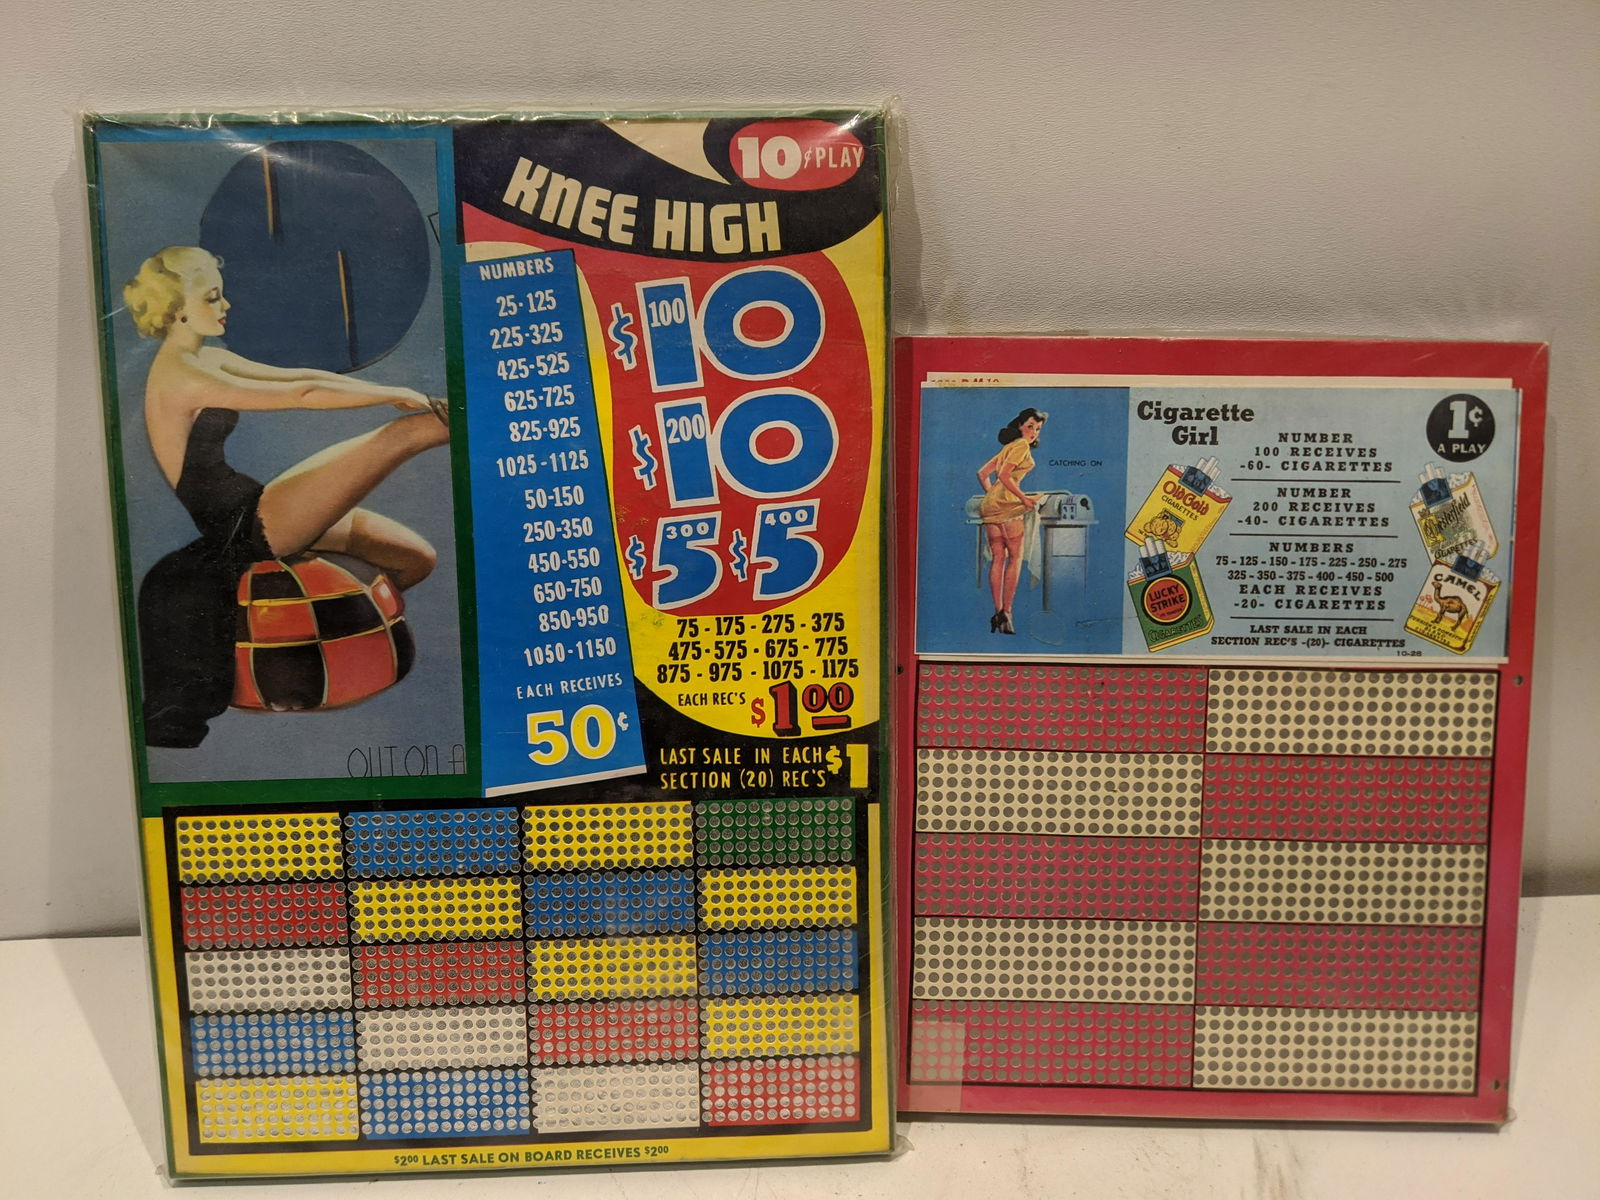 10¢ PLAY
KNEE HIGH
NUMBERS
25-125
225-325
425-525
625-725
825-925
1025-1125
50-150
250-350
450-550
650-750
850-950
1050-1150
EACH RECEIVES
50¢
100
$10
200
$10
300
$5
400
$5
75 - 175 - 275 - 375
475 - 575 - 675 - 775
875 - 975 - 1075 - 1175
EACH REC'S $1.00
LAST SALE IN EACH
SECTION (20) REC'S $1
OUT ON A
$2.00 LAST SALE ON BOARD RECEIVES $2.00
Cigarette
Girl
1¢
A PLAY
CATCHING ON
NUMBER
100 RECEIVES
-60- CIGARETTES
NUMBER
200 RECEIVES
-40- CIGARETTES
NUMBERS
75 - 125 - 150 - 175 - 225 - 250 - 275
325 - 350 - 375 - 400 - 450 - 500
EACH RECEIVES
-20- CIGARETTES
LAST SALE IN EACH
SECTION REC'S -(20)- CIGARETTES
10-28
Old Gold
CIGARETTES
LUCKY
STRIKE
CIGARETTES
Chesterfield
CIGARETTES
CAMEL